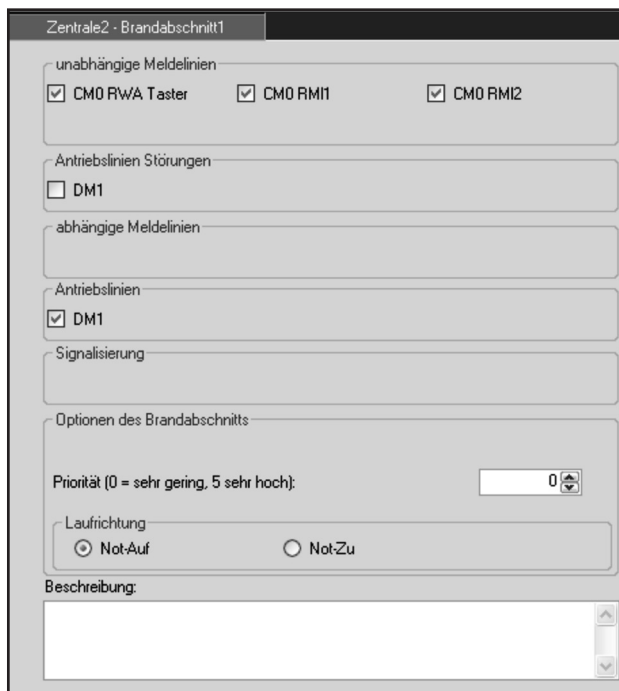 Zentrale2 - Brandabschnitt1
unabhängige Meldelinien
CM0 RWA Taster CM0 RMI1 CM0 RMI2
Antriebslinien Störungen
DM1
abhängige Meldelinien
Antriebslinien
DM1
Signalisierung
Optionen des Brandabschnitts
Priorität (0 = sehr gering, 5 sehr hoch): 0
Laufrichtung
Not-Auf Not-Zu
Beschreibung: